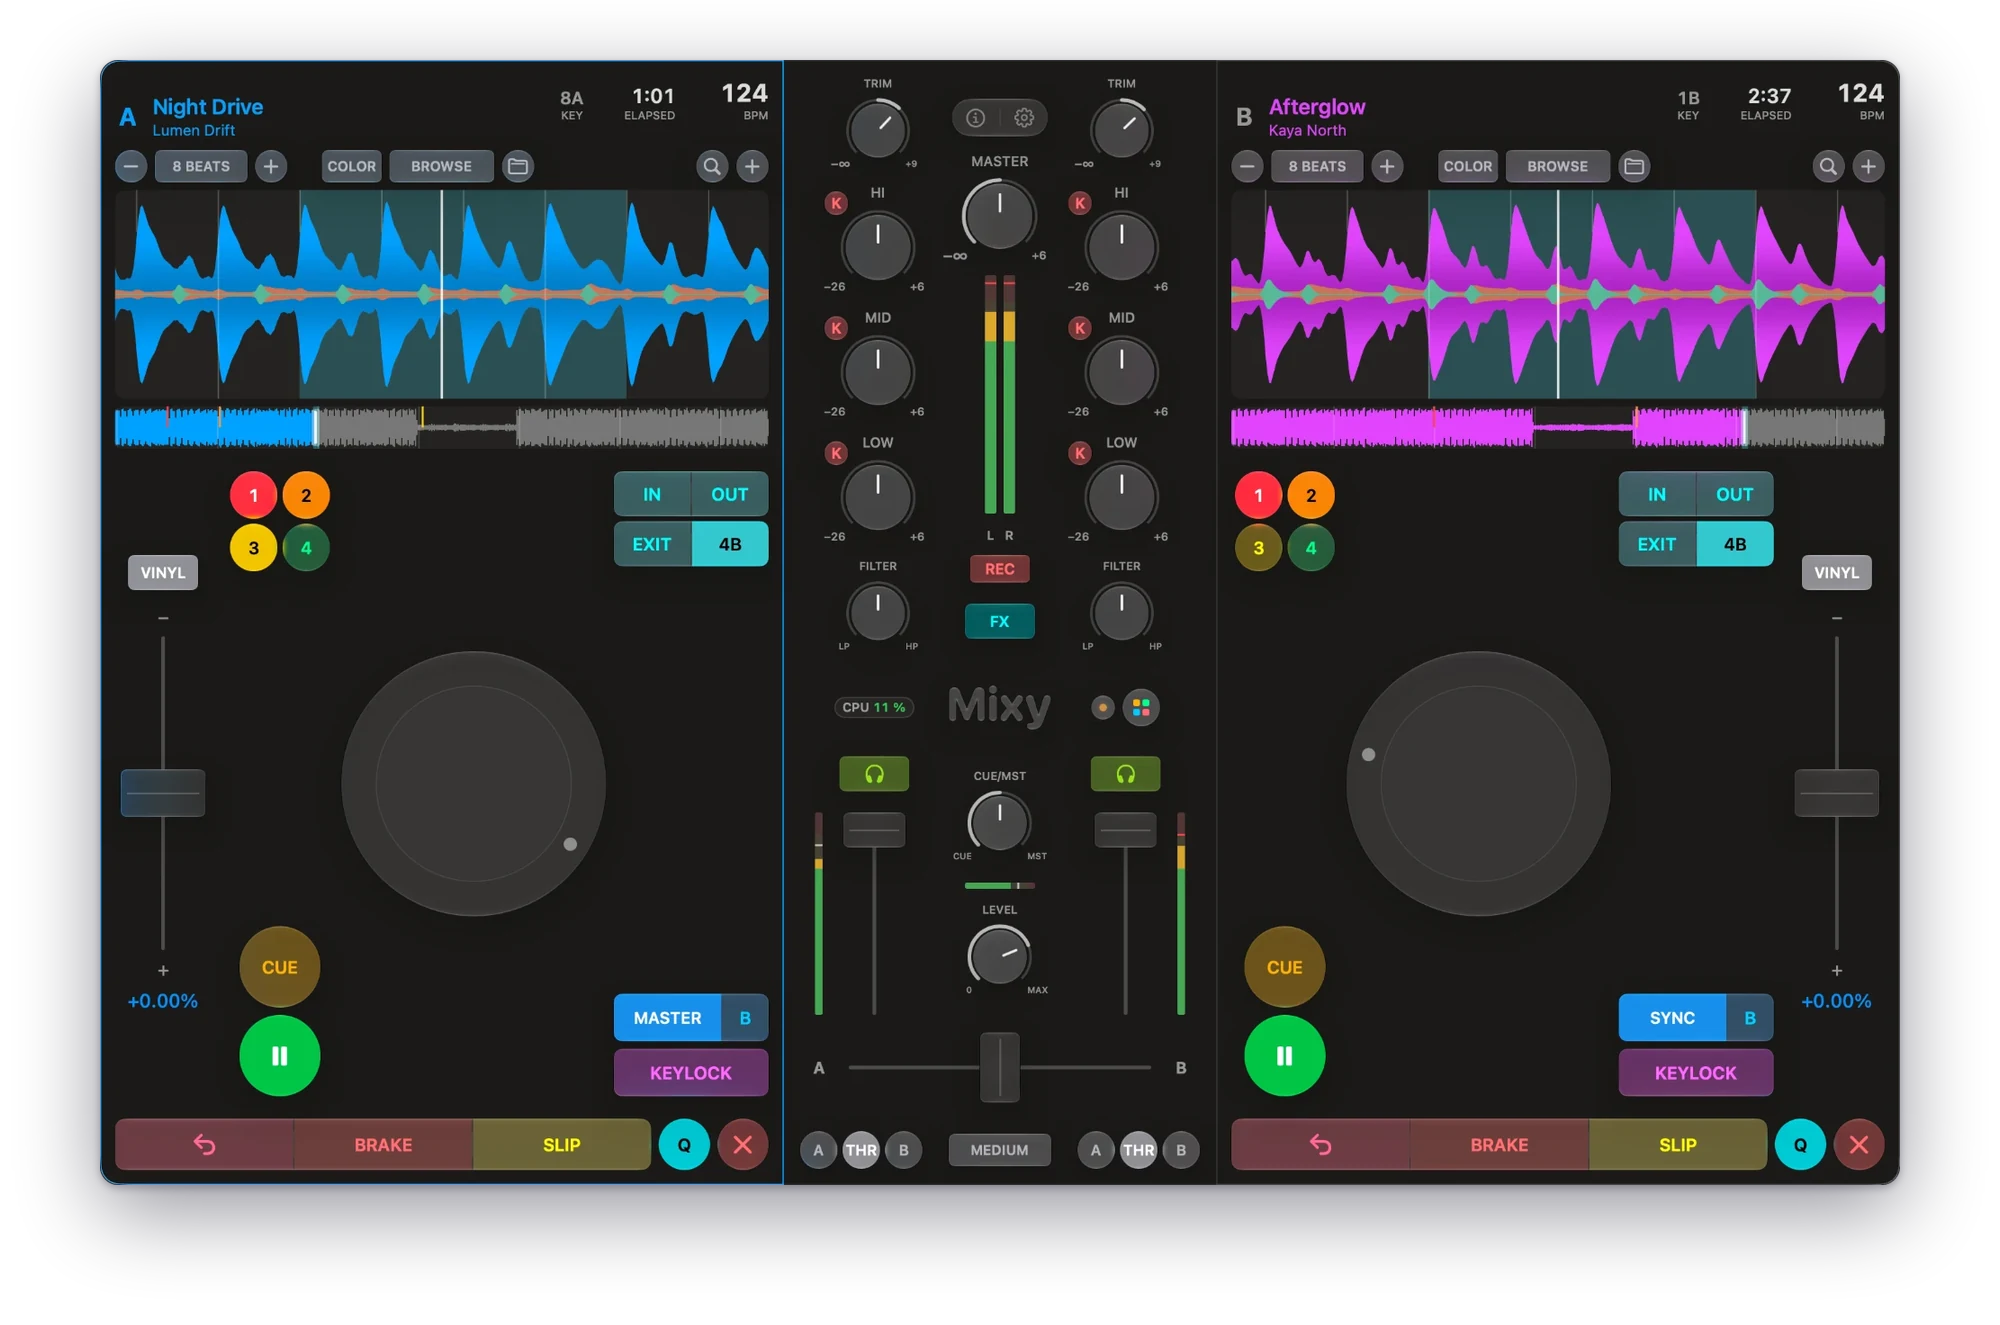 A
Night Drive
Lumen Drift
8A
KEY
1:01
ELAPSED
124
BPM
8 BEATS
COLOR
BROWSE
1
2
3
4
IN
OUT
EXIT
4B
VINYL
−
+
+0.00%
CUE
MASTER
B
KEYLOCK
BRAKE
SLIP
Q
TRIM
−∞
+9
HI
K
−26
+6
MID
K
−26
+6
LOW
K
−26
+6
FILTER
LP
HP
MASTER
−∞
+6
L R
REC
FX
TRIM
−∞
+9
HI
K
−26
+6
MID
K
−26
+6
LOW
K
−26
+6
FILTER
LP
HP
CPU 11 %
Mixy
CUE/MST
CUE
MST
LEVEL
0
MAX
A
B
A
THR
B
MEDIUM
A
THR
B
B
Afterglow
Kaya North
1B
KEY
2:37
ELAPSED
124
BPM
8 BEATS
COLOR
BROWSE
1
2
3
4
IN
OUT
EXIT
4B
VINYL
−
+
+0.00%
CUE
SYNC
B
KEYLOCK
BRAKE
SLIP
Q